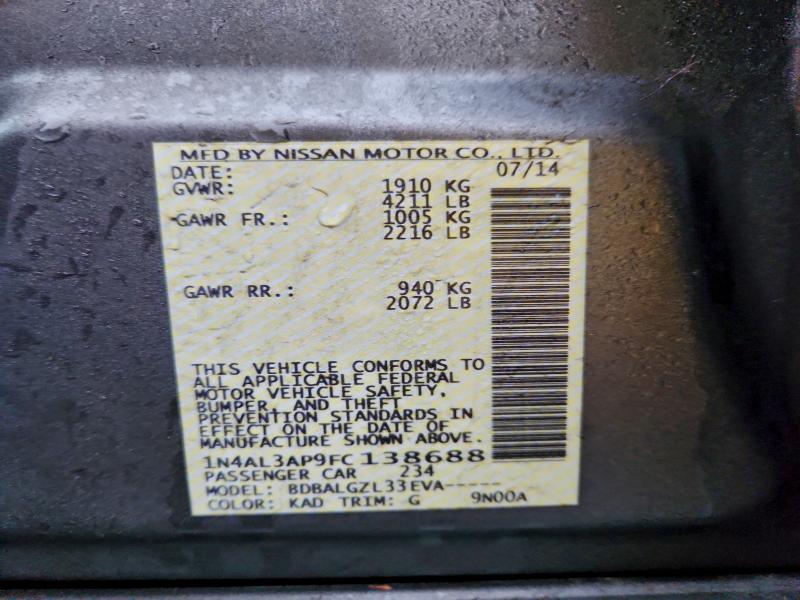 MFD BY NISSAN MOTOR CO., LTD.
DATE: 07/14
GVWR: 1910 KG
4211 LB
GAWR FR.: 1005 KG
2216 LB
GAWR RR.: 940 KG
2072 LB
THIS VEHICLE CONFORMS TO
ALL APPLICABLE FEDERAL
MOTOR VEHICLE SAFETY,
BUMPER, AND THEFT
PREVENTION STANDARDS IN
EFFECT ON THE DATE OF
MANUFACTURE SHOWN ABOVE.
1N4AL3AP9FC138688
PASSENGER CAR 234
MODEL: BDBALGZL33EVA-----
COLOR: KAD TRIM: G 9N00A